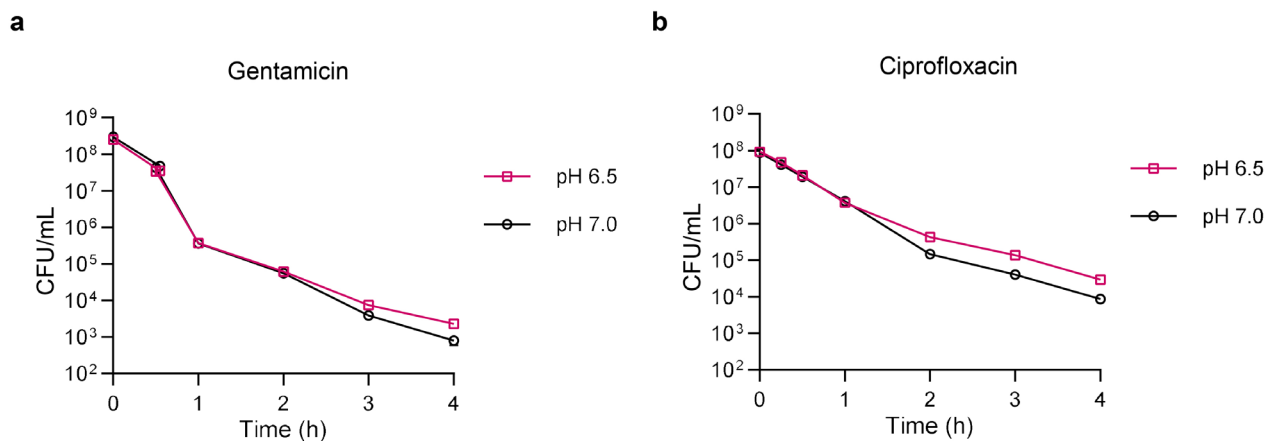 a
Gentamicin
10⁹
10⁸
10⁷
10⁶
10⁵
10⁴
10³
10²
CFU/mL
0 1 2 3 4
Time (h)
pH 6.5
pH 7.0
b
Ciprofloxacin
10⁹
10⁸
10⁷
10⁶
10⁵
10⁴
10³
10²
CFU/mL
0 1 2 3 4
Time (h)
pH 6.5
pH 7.0